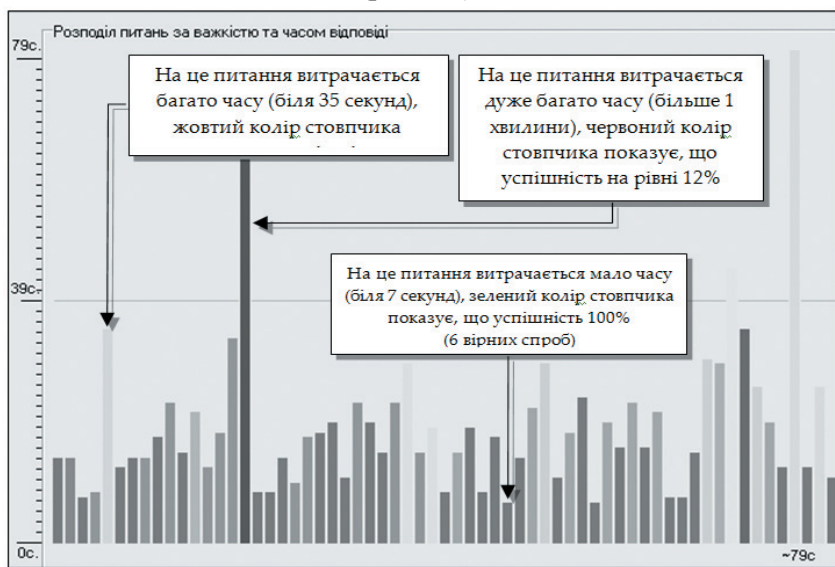 Розподіл питань за важкістю та часом відповіді
79с.
На це питання витрачається
багато часу (біля 35 секунд),
жовтий колір стовпчика
На це питання витрачається
дуже багато часу (більше 1
хвилини), червоний колір
стовпчика показує, що
успішність на рівні 12%
39с.
На це питання витрачається мало часу
(біля 7 секунд), зелений колір стовпчика
показує, що успішність 100%
(6 вірних спроб)
0с.
~79с